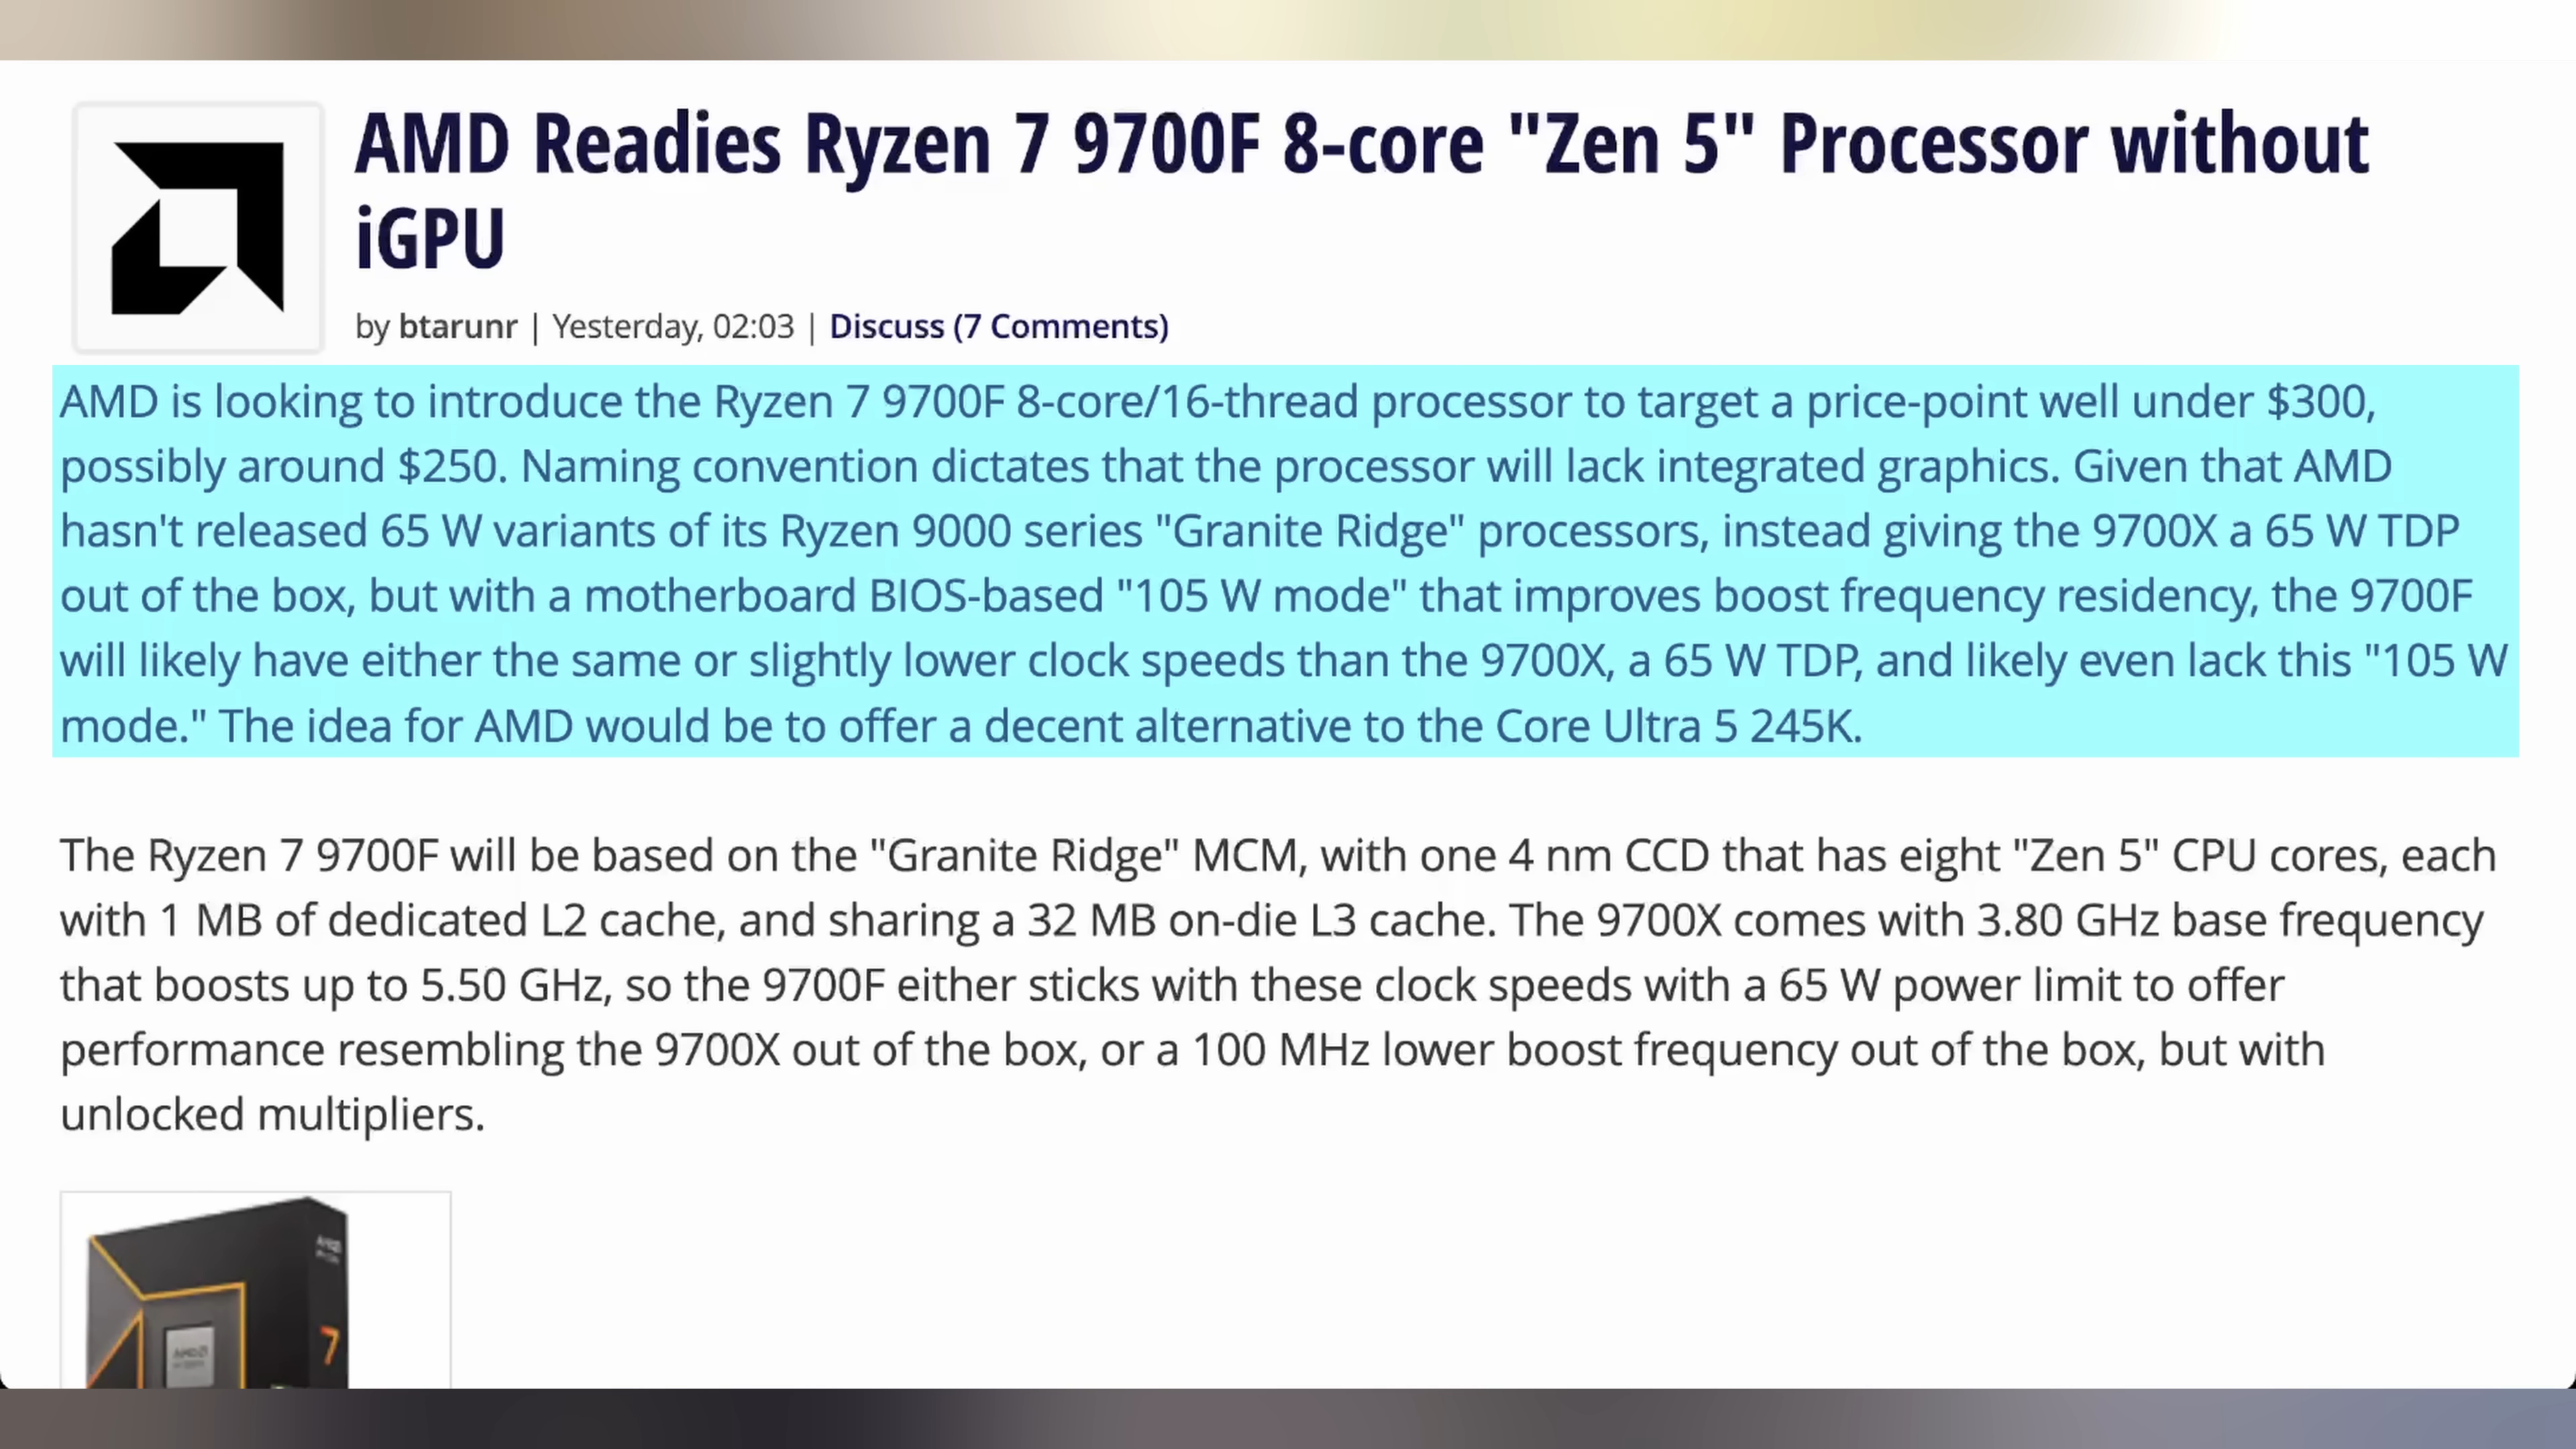 AMD Readies Ryzen 7 9700F 8-core "Zen 5" Processor without
iGPU
by btarunr | Yesterday, 02:03 | Discuss (7 Comments)
AMD is looking to introduce the Ryzen 7 9700F 8-core/16-thread processor to target a price-point well under $300,
possibly around $250. Naming convention dictates that the processor will lack integrated graphics. Given that AMD
hasn't released 65 W variants of its Ryzen 9000 series "Granite Ridge" processors, instead giving the 9700X a 65 W TDP
out of the box, but with a motherboard BIOS-based "105 W mode" that improves boost frequency residency, the 9700F
will likely have either the same or slightly lower clock speeds than the 9700X, a 65 W TDP, and likely even lack this "105 W
mode." The idea for AMD would be to offer a decent alternative to the Core Ultra 5 245K.
The Ryzen 7 9700F will be based on the "Granite Ridge" MCM, with one 4 nm CCD that has eight "Zen 5" CPU cores, each
with 1 MB of dedicated L2 cache, and sharing a 32 MB on-die L3 cache. The 9700X comes with 3.80 GHz base frequency
that boosts up to 5.50 GHz, so the 9700F either sticks with these clock speeds with a 65 W power limit to offer
performance resembling the 9700X out of the box, or a 100 MHz lower boost frequency out of the box, but with
unlocked multipliers.
7